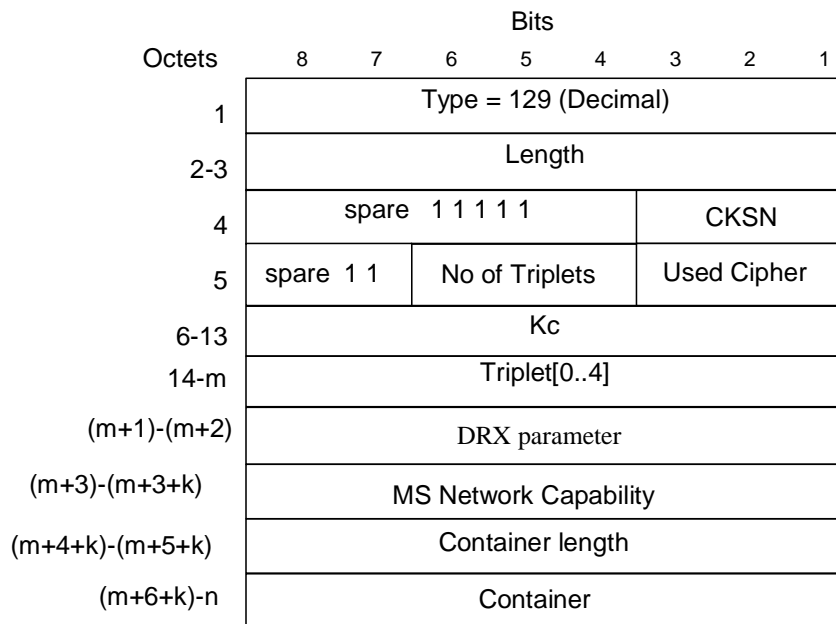 Bits
Octets 8 7 6 5 4 3 2 1
1 Type = 129 (Decimal)
2-3 Length
4 spare 1 1 1 1 1 CKSN
5 spare 1 1 No of Triplets Used Cipher
6-13 Kc
14-m Triplet[0..4]
(m+1)-(m+2) DRX parameter
(m+3)-(m+3+k) MS Network Capability
(m+4+k)-(m+5+k) Container length
(m+6+k)-n Container